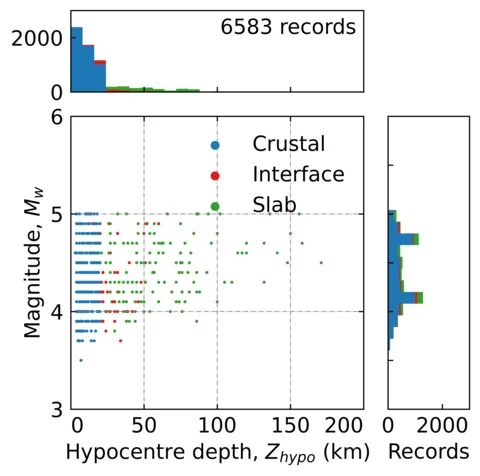 2000
0
6583 records
6
5
4
3
Magnitude, Mw
Crustal
Interface
Slab
0 50 100 150 200
Hypocentre depth, Zhypo (km)
0 2000
Records